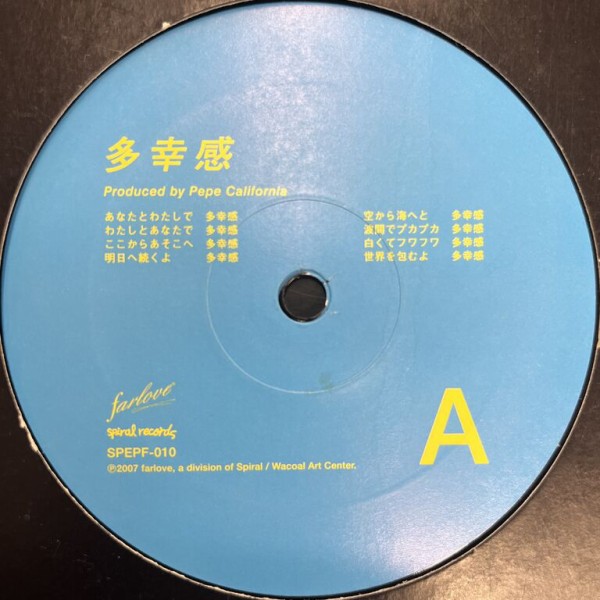 多幸感
Produced by Pepe California
あなたとわたしで 多幸感
わたしとあなたで 多幸感
ここからあそこへ 多幸感
明日へ続くよ 多幸感
空から海へと 多幸感
波間でプカプカ 多幸感
白くてフワフワ 多幸感
世界を包むよ 多幸感
farlove
spiral records
SPEPF-010
℗2007 farlove, a division of Spiral / Wacoal Art Center.
A